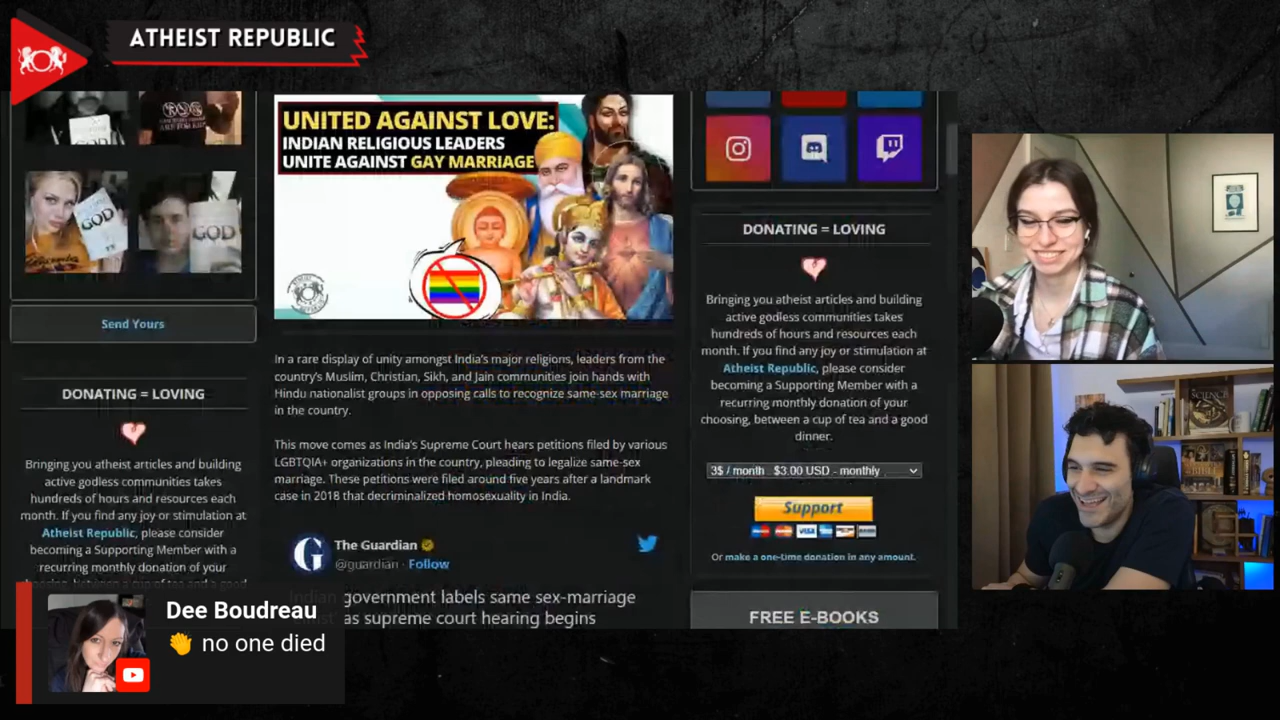 ATHEIST REPUBLIC
GOD
GOD
Send Yours
DONATING = LOVING
Bringing you atheist articles and building
active godless communities takes
hundreds of hours and resources each
month. If you find any joy or stimulation at
Atheist Republic, please consider
becoming a Supporting Member with a
recurring monthly donation of your
UNITED AGAINST LOVE:
INDIAN RELIGIOUS LEADERS
UNITE AGAINST GAY MARRIAGE
In a rare display of unity amongst India's major religions, leaders from the
country's Muslim, Christian, Sikh, and Jain communities join hands with
Hindu nationalist groups in opposing calls to recognize same-sex marriage
in the country.
This move comes as India's Supreme Court hears petitions filed by various
LGBTQIA+ organizations in the country, pleading to legalize same-sex
marriage. These petitions were filed around five years after a landmark
case in 2018 that decriminalized homosexuality in India.
The Guardian
@guardian · Follow
Indian government labels same sex-marriage
as supreme court hearing begins
DONATING = LOVING
Bringing you atheist articles and building
active godless communities takes
hundreds of hours and resources each
month. If you find any joy or stimulation at
Atheist Republic, please consider
becoming a Supporting Member with a
recurring monthly donation of your
choosing, between a cup of tea and a good
dinner.
3$ / month $3.00 USD - monthly
Support
VISA
Or make a one-time donation in any amount.
FREE E-BOOKS
SCIENCE
BIBLE
Dee Boudreau
👏 no one died